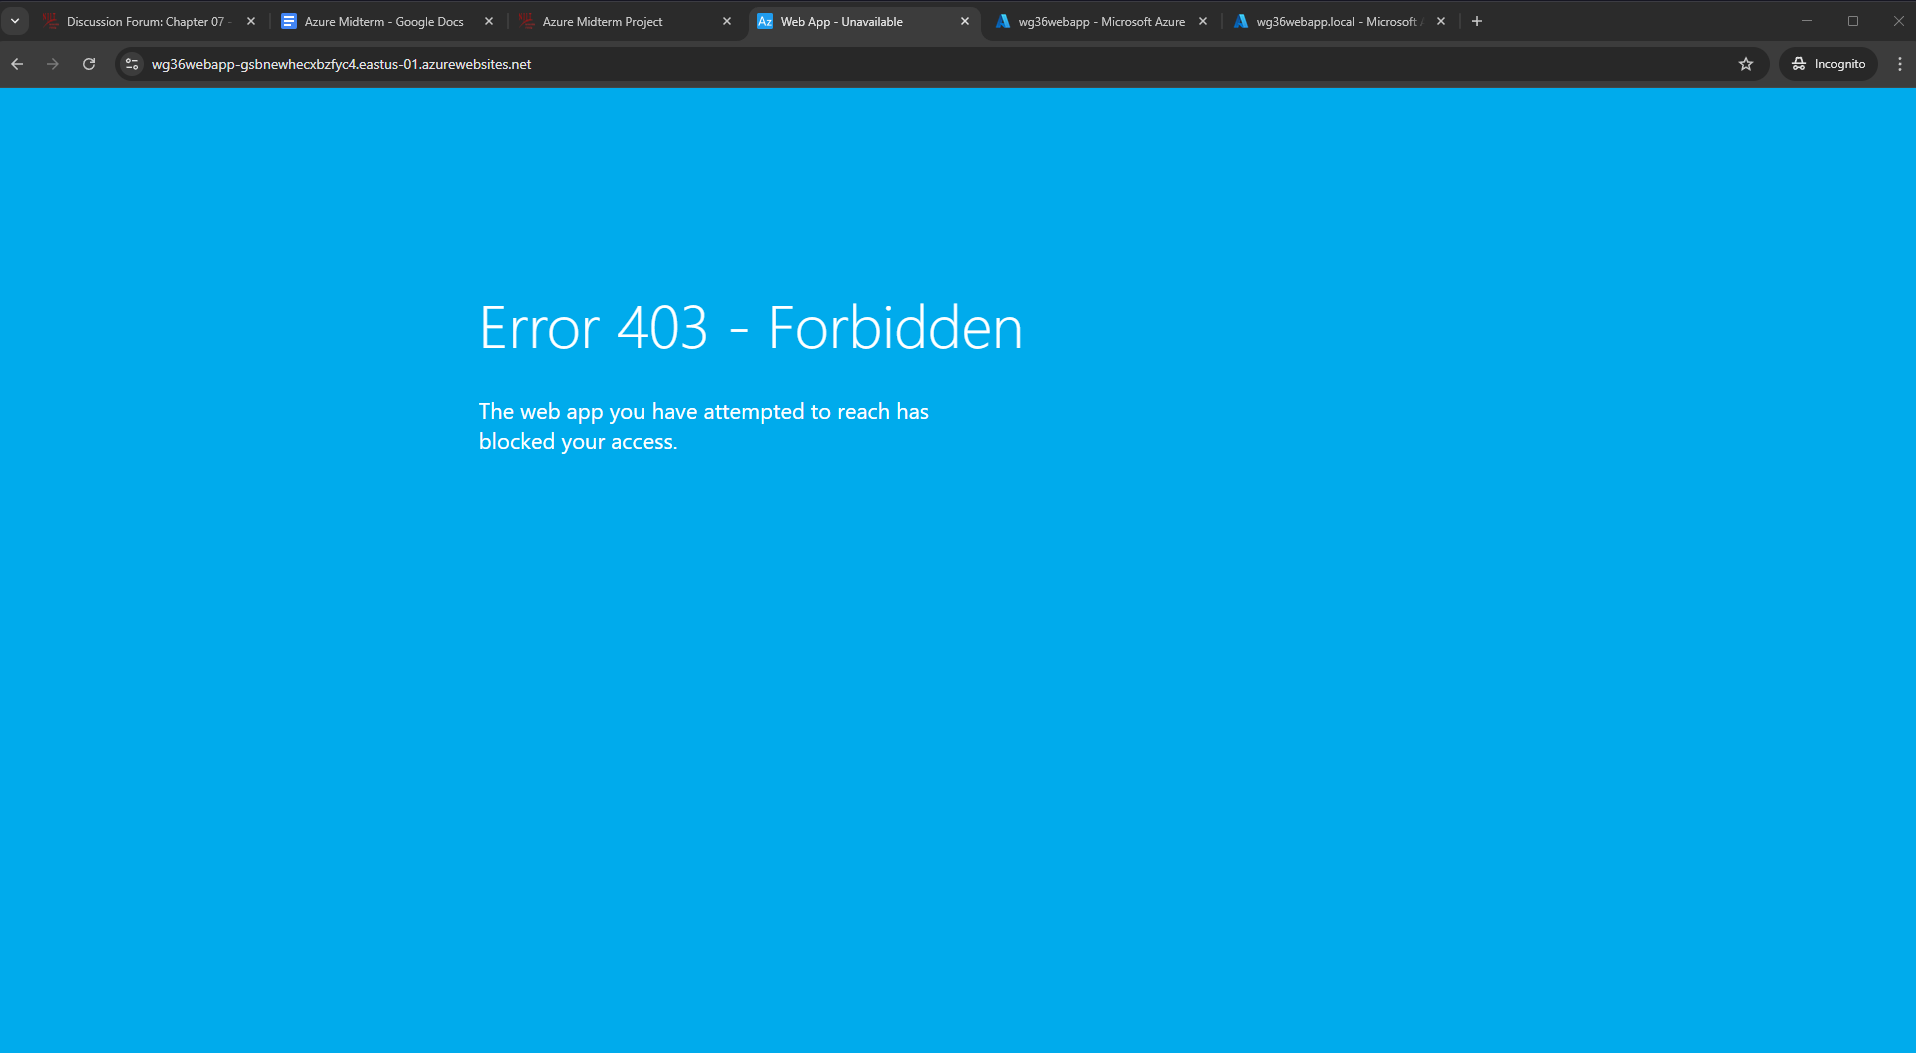 Discussion Forum: Chapter 07 -
Azure Midterm - Google Docs
Azure Midterm Project
Az Web App - Unavailable
wg36webapp - Microsoft Azure
wg36webapp.local - Microsoft
wg36webapp-gsbnewhecxbzfyc4.eastus-01.azurewebsites.net
Incognito
Error 403 - Forbidden
The web app you have attempted to reach has
blocked your access.